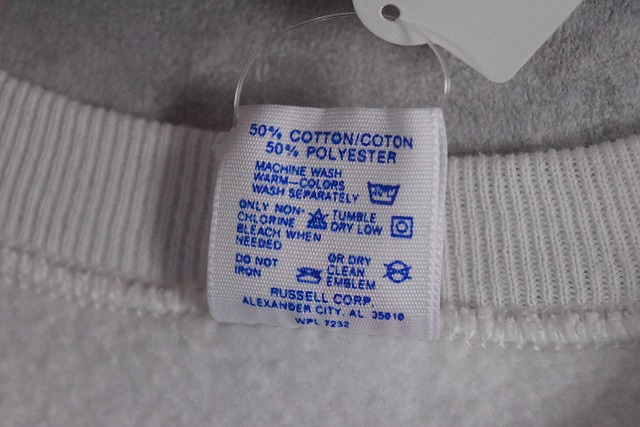 50% COTTON/COTON
50% POLYESTER
MACHINE WASH
WARM—COLORS
WASH SEPARATELY
40°C
ONLY NON-
CHLORINE
BLEACH WHEN
NEEDED
TUMBLE
DRY LOW
DO NOT
IRON
OR DRY
CLEAN
EMBLEM
RUSSELL CORP.
ALEXANDER CITY, AL 35010
WPL 7232